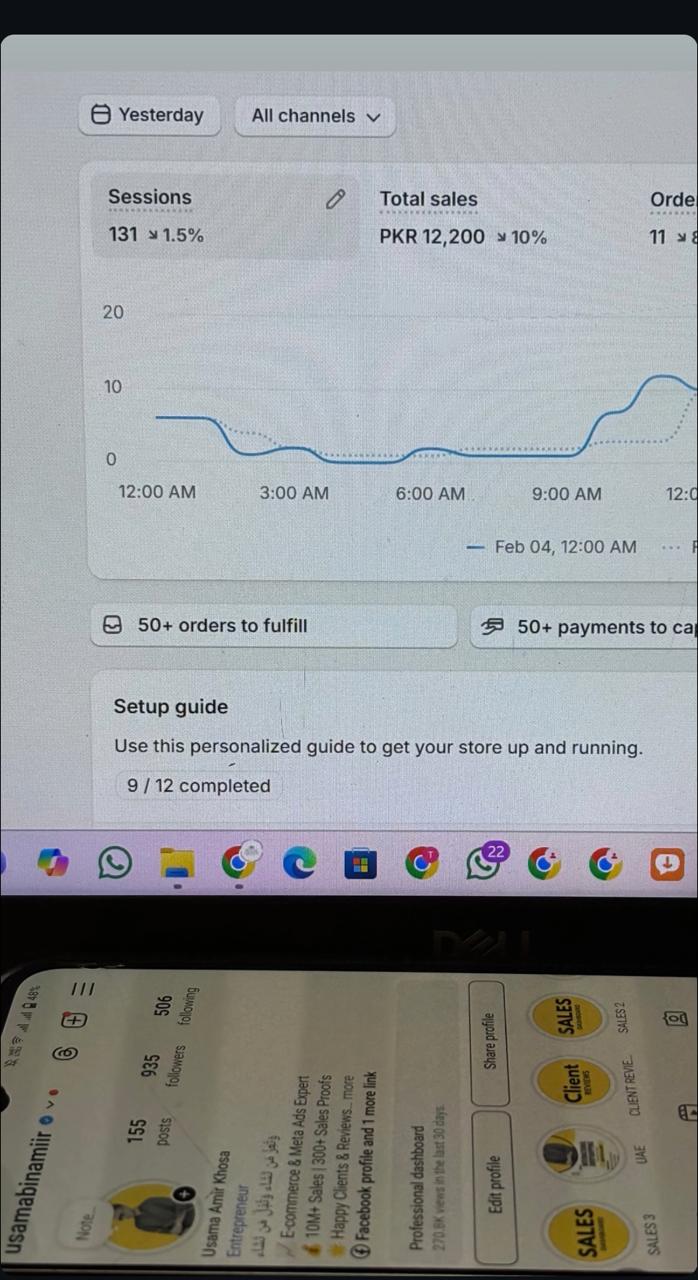 Yesterday
All channels
Sessions
131 ↘ 1.5%
Total sales
PKR 12,200 ↘ 10%
Orde
11 ↘ 8
20
10
0
12:00 AM
3:00 AM
6:00 AM
9:00 AM
12:0
Feb 04, 12:00 AM
F
50+ orders to fulfill
50+ payments to cap
Setup guide
Use this personalized guide to get your store up and running.
9 / 12 completed
22
DELL
48%
usamabinamiir
Note...
155
posts
935
followers
506
following
Usama Amir Khosa
Entrepreneur
E-commerce & Meta Ads Expert
10M+ Sales | 300+ Sales Proofs
Happy Clients & Reviews... more
Facebook profile and 1 more link
Professional dashboard
270.8K views in the last 30 days.
Edit profile
Share profile
SALES
DASHBOARD
SALES 3
UAE
Client
REVIEWS
CLIENT REVIE...
SALES
DASHBOARD
SALES 2